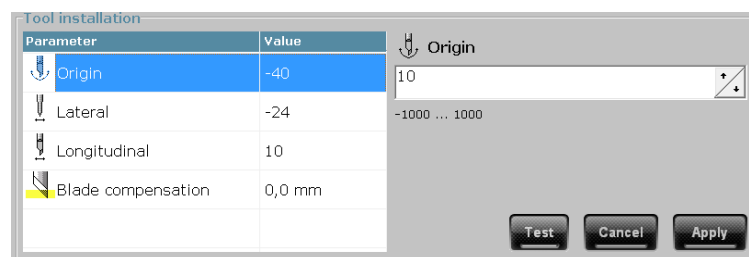 Tool installation
Parameter Value
Origin -40
Lateral -24
Longitudinal 10
Blade compensation 0,0 mm
Origin
10
-1000 ... 1000
Test Cancel Apply